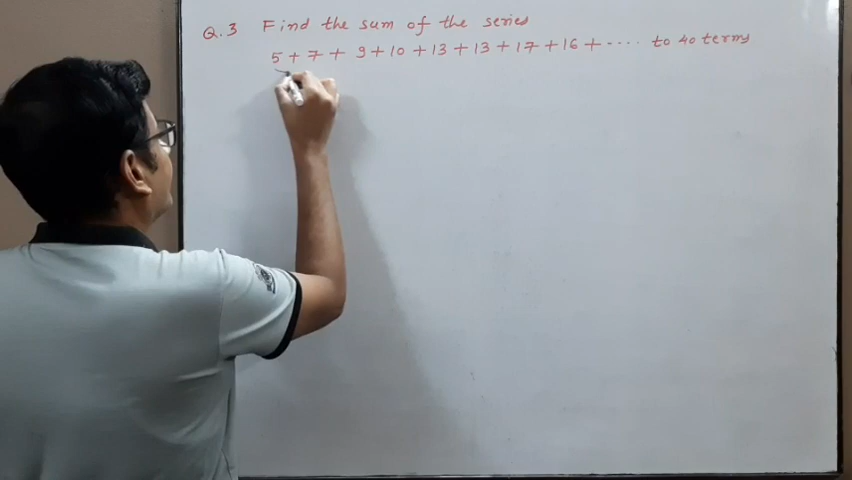 Q.3 Find the sum of the series
5 + 7 + 9 + 10 + 13 + 13 + 17 + 16 + .... to 40 terms